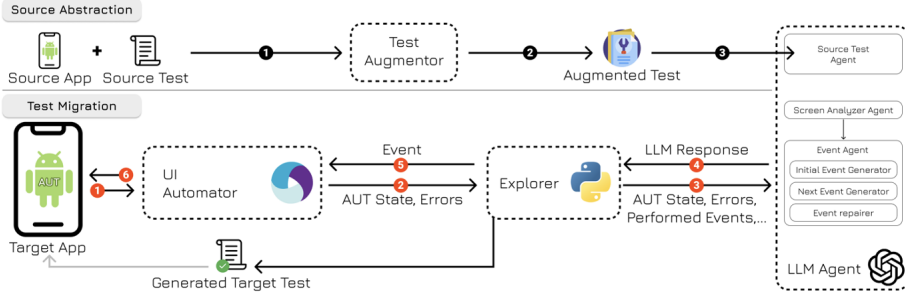 Source Abstraction
Source App
+
Source Test
1
Test
Augmentor
2
Augmented Test
3
Source Test
Agent
Test Migration
AUT
Target App
6
1
UI
Automator
Event
5
2
AUT State, Errors
Explorer
LLM Response
4
3
AUT State, Errors,
Performed Events,...
Screen Analyzer Agent
Event Agent
Initial Event Generator
Next Event Generator
Event repairer
LLM Agent
Generated Target Test